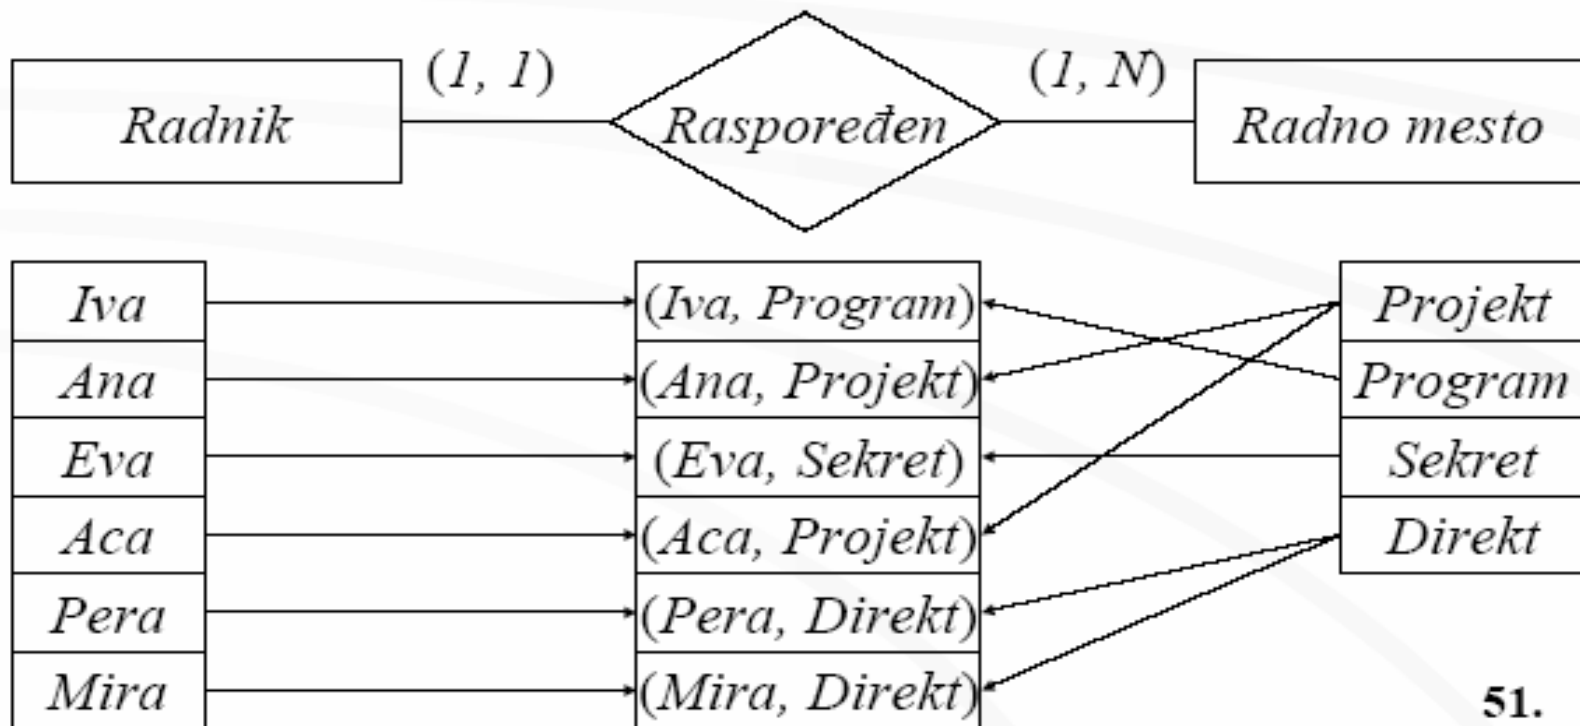 (1, 1) (1, N)
Radnik Raspoređen Radno mesto
Iva (Iva, Program) Projekt
Ana (Ana, Projekt) Program
Eva (Eva, Sekret) Sekret
Aca (Aca, Projekt) Direkt
Pera (Pera, Direkt)
Mira (Mira, Direkt)
51.